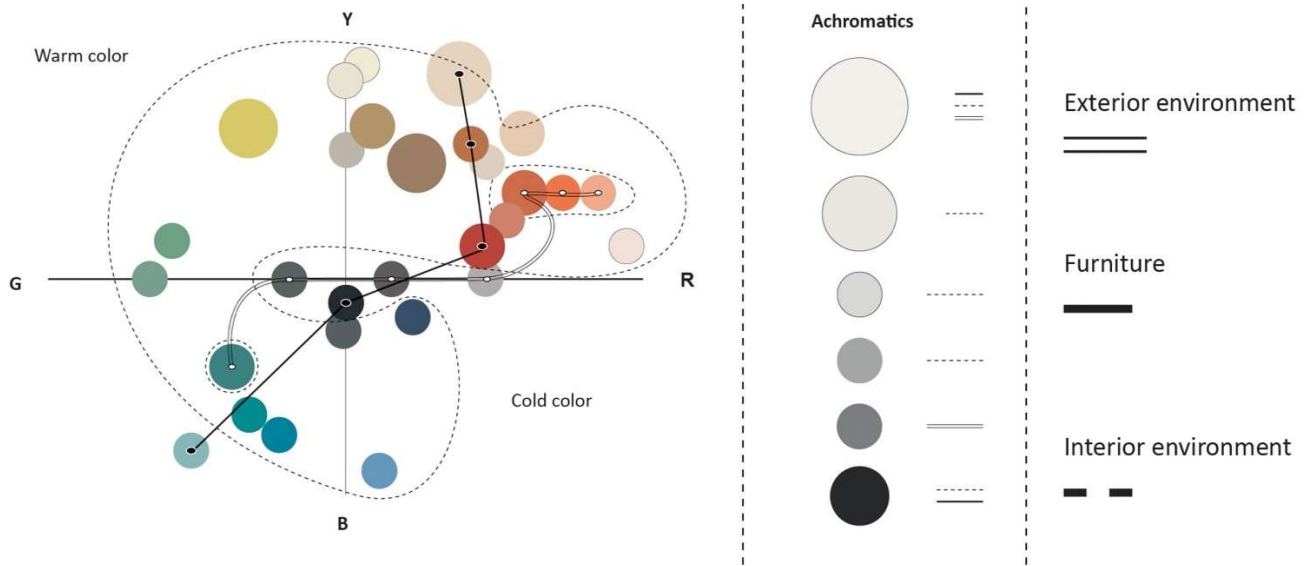 Y
Warm color
G
R
Cold color
B
Achromatics
Exterior environment
Furniture
Interior environment